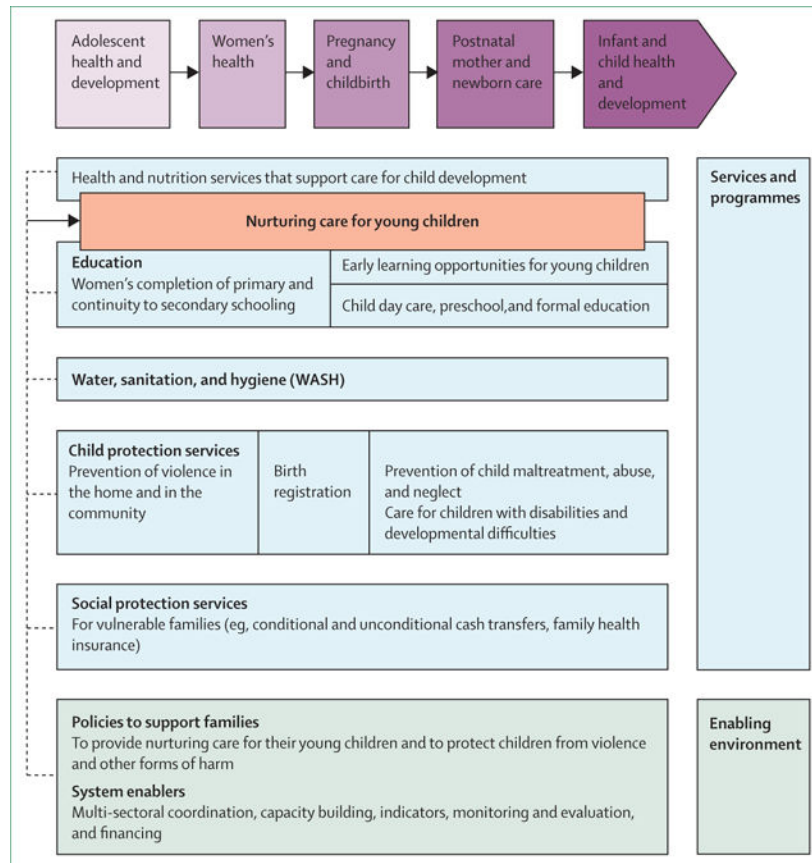 Adolescent
health and
development
Women's
health
Pregnancy
and
childbirth
Postnatal
mother and
newborn care
Infant and
child health
and
development
Health and nutrition services that support care for child development
Services and
programmes
Nurturing care for young children
Education
Women's completion of primary and
continuity to secondary schooling
Early learning opportunities for young children
Child day care, preschool,and formal education
Water, sanitation, and hygiene (WASH)
Child protection services
Prevention of violence in
the home and in the
community
Birth
registration
Prevention of child maltreatment, abuse,
and neglect
Care for children with disabilities and
developmental difficulties
Social protection services
For vulnerable families (eg, conditional and unconditional cash transfers, family health
insurance)
Policies to support families
To provide nurturing care for their young children and to protect children from violence
and other forms of harm
System enablers
Multi-sectoral coordination, capacity building, indicators, monitoring and evaluation,
and financing
Enabling
environment